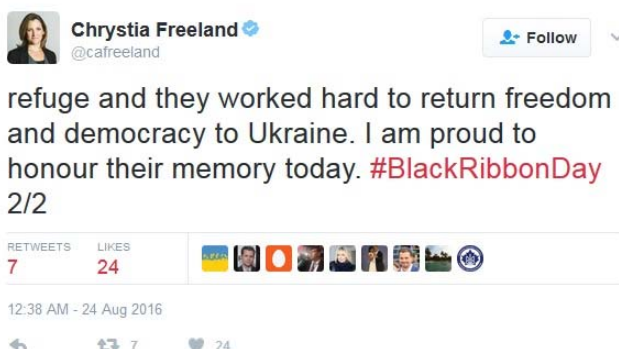 Chrystia Freeland
@cafreeland
Follow
refuge and they worked hard to return freedom
and democracy to Ukraine. I am proud to
honour their memory today. #BlackRibbonDay
2/2
RETWEETS LIKES
7 24
12:38 AM - 24 Aug 2016
7 24